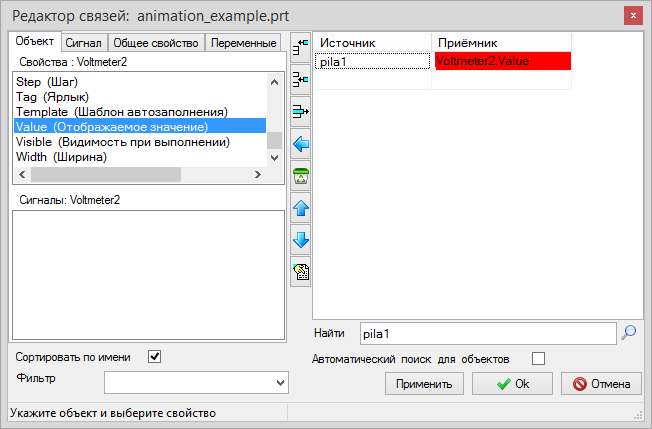 Редактор связей: animation_example.prt
Объект Сигнал Общее свойство Переменные
Свойства : Voltmeter2
Step (Шаг)
Tag (Ярлык)
Template (Шаблон автозаполнения)
Value (Отображаемое значение)
Visible (Видимость при выполнении)
Width (Ширина)
Сигналы: Voltmeter2
Сортировать по имени
Фильтр
Источник Приёмник
pila1 Voltmeter2.Value
Найти pila1
Автоматический поиск для объектов
Применить Ok Отмена
Укажите объект и выберите свойство